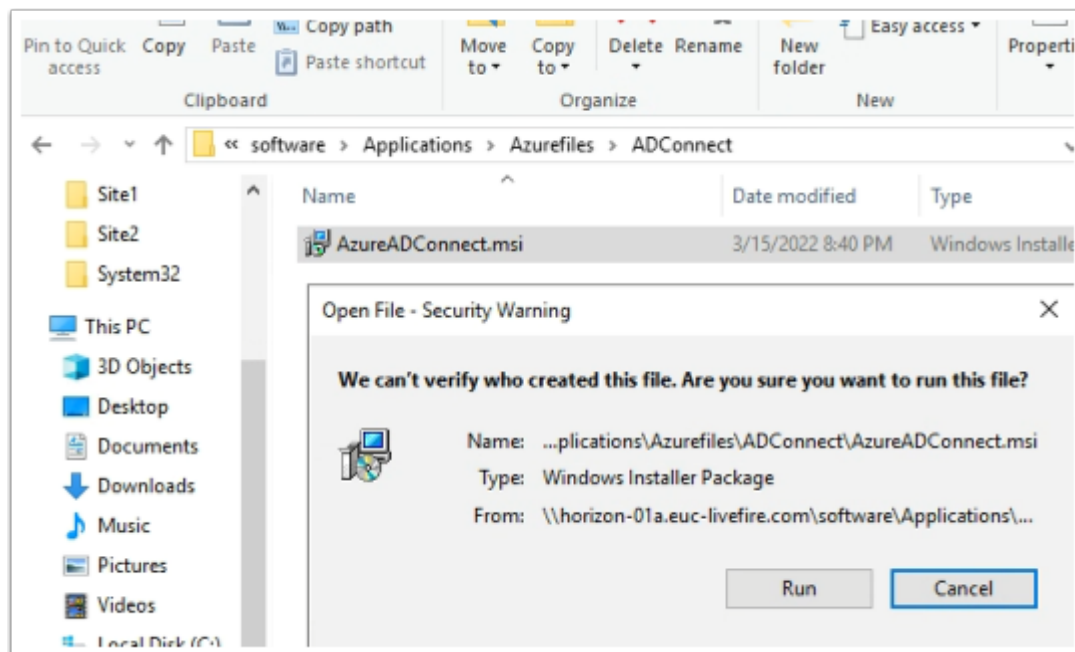 Copy path
Easy access
Pin to Quick access
Copy
Paste
Paste shortcut
Move to
Copy to
Delete
Rename
New folder
Clipboard
Organize
New
« software > Applications > Azurefiles > ADConnect
Site1
Site2
System32
This PC
3D Objects
Desktop
Documents
Downloads
Music
Pictures
Videos
Local Disk (C:)
Name
Date modified
Type
AzureADConnect.msi
3/15/2022 8:40 PM
Windows Installe
Open File - Security Warning
We can't verify who created this file. Are you sure you want to run this file?
Name: ...plications\Azurefiles\ADConnect\AzureADConnect.msi
Type: Windows Installer Package
From: \\horizon-01a.euc-livefire.com\software\Applications\...
Run
Cancel